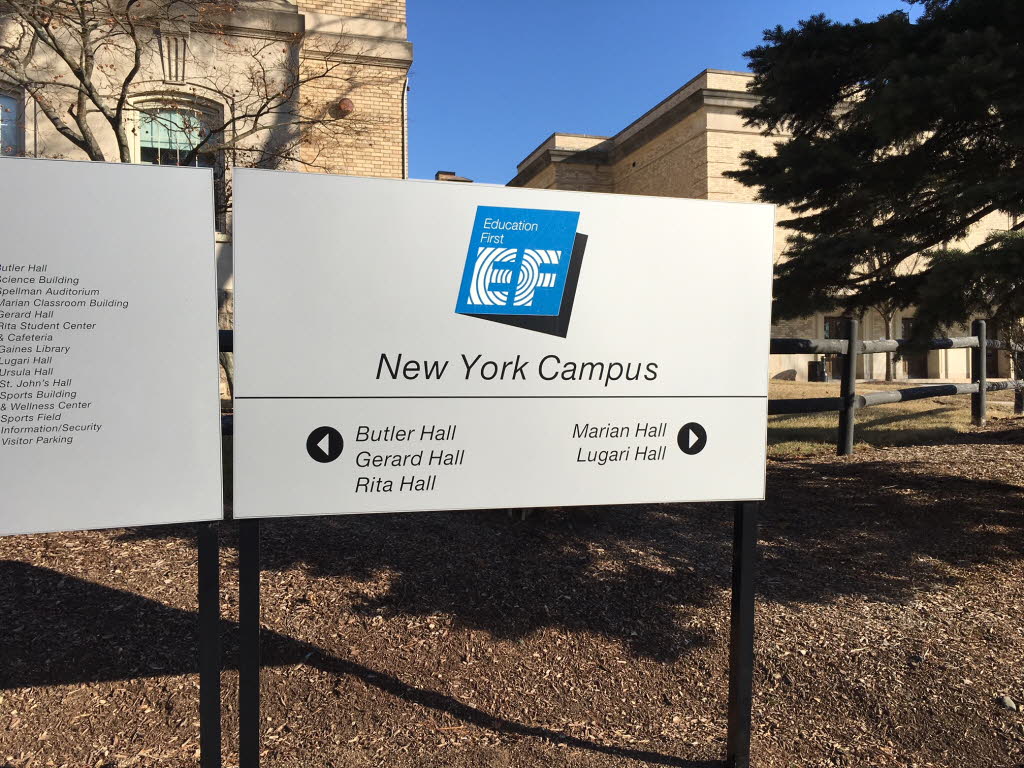 Butler Hall
Science Building
Spellman Auditorium
Marian Classroom Building
Gerard Hall
Rita Student Center
& Cafeteria
Gaines Library
Lugari Hall
Ursula Hall
St. John's Hall
Sports Building
& Wellness Center
Sports Field
Information/Security
Visitor Parking
Education
First
EF
New York Campus
Butler Hall
Gerard Hall
Rita Hall
Marian Hall
Lugari Hall